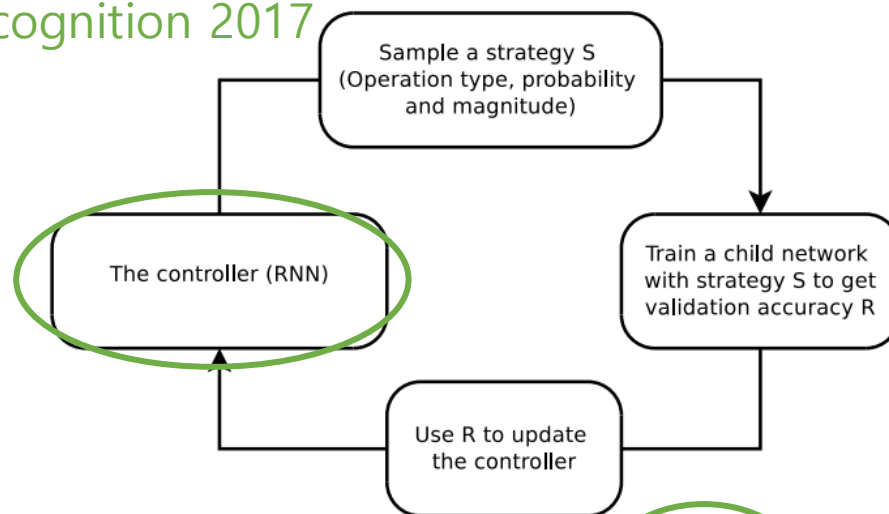 cognition 2017
Sample a strategy S
(Operation type, probability
and magnitude)
The controller (RNN)
Train a child network
with strategy S to get
validation accuracy R
Use R to update
the controller